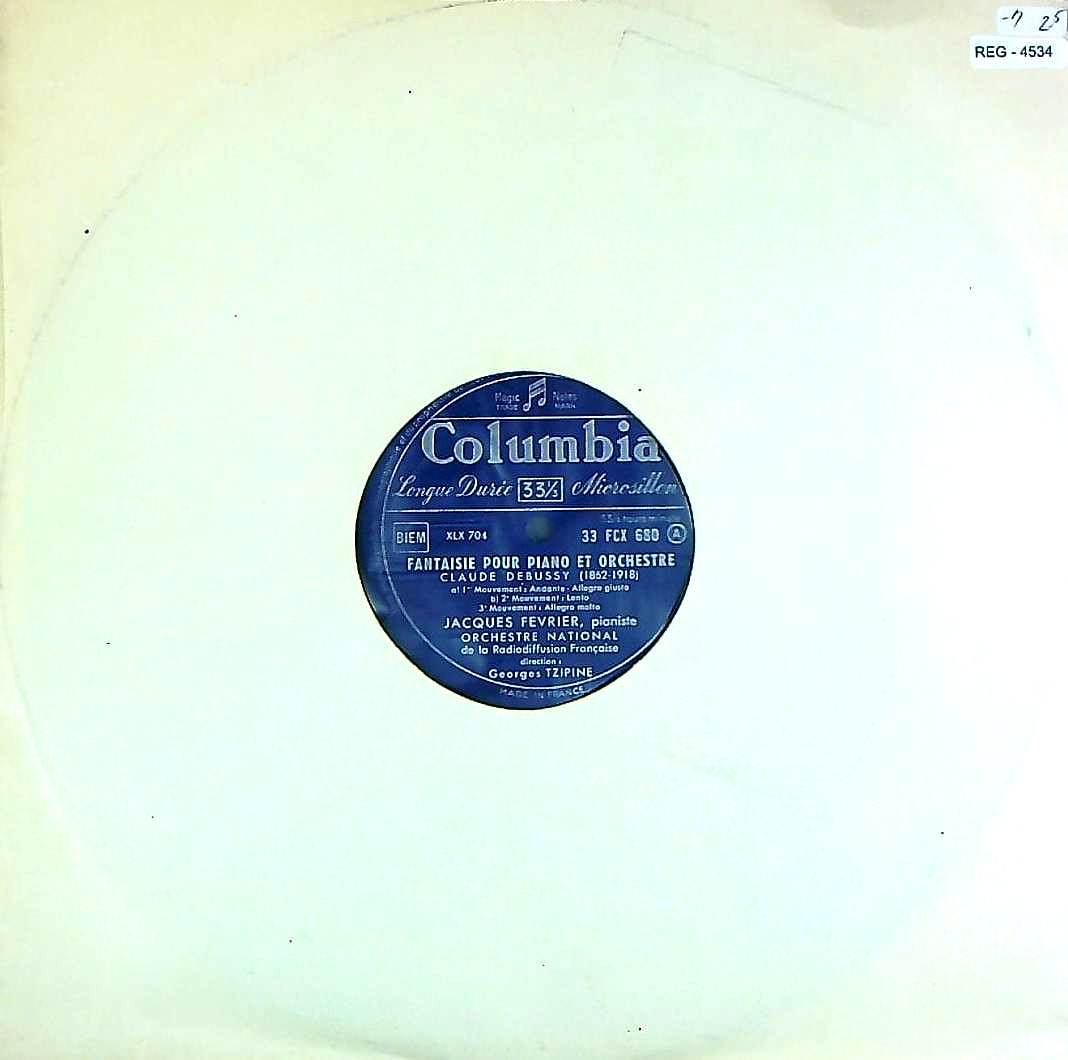 -7 25
REG - 4534
Magic Notes
TRADE MARK
Columbia
Longue Durée 33⅓ Microsillon
BIEM XLX 704 33 FCX 680 A
FANTAISIE POUR PIANO ET ORCHESTRE
CLAUDE DEBUSSY (1862-1918)
a) 1er Mouvement : Andante - Allegro giusto
b) 2e Mouvement : Lento
3e Mouvement : Allegro molto
JACQUES FEVRIER, pianiste
ORCHESTRE NATIONAL
de la Radiodiffusion Française
direction :
Georges TZIPINE
MADE IN FRANCE